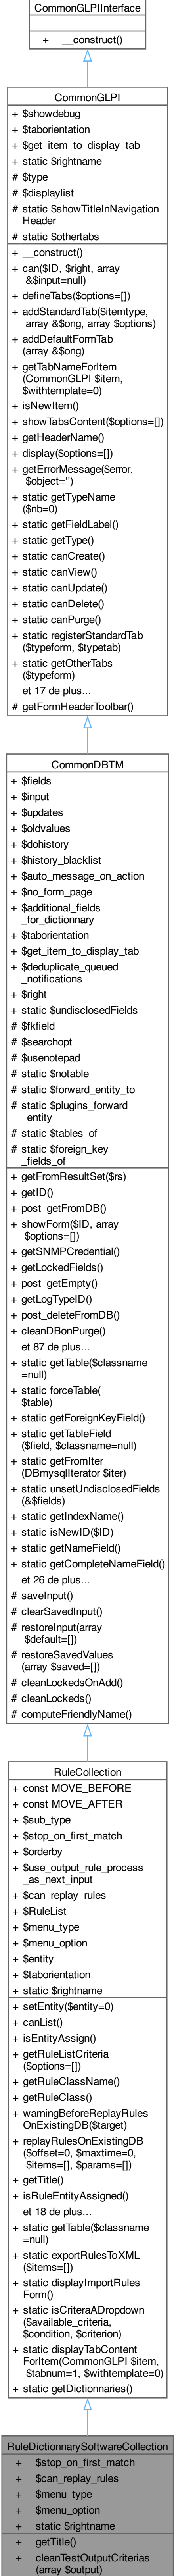 CommonGLPIInterface
+ __construct()
CommonGLPI
+ $showdebug
+ $taborientation
+ $get_item_to_display_tab
+ static $rightname
# $type
# $displaylist
# static $showTitleInNavigation
Header
# static $othertabs
+ __construct()
+ can($ID, $right, array
&$input=null)
+ defineTabs($options=[])
+ addStandardTab($itemtype,
array &$ong, array $options)
+ addDefaultFormTab
(array &$ong)
+ getTabNameForItem
(CommonGLPI $item,
$withtemplate=0)
+ isNewItem()
+ showTabsContent($options=[])
+ getHeaderName()
+ display($options=[])
+ getErrorMessage($error,
$object='')
+ static getTypeName
($nb=0)
+ static getFieldLabel()
+ static getType()
+ static canCreate()
+ static canView()
+ static canUpdate()
+ static canDelete()
+ static canPurge()
+ static registerStandardTab
($typeform, $typetab)
+ static getOtherTabs
($typeform)
et 17 de plus...
# getFormHeaderToolbar()
CommonDBTM
+ $fields
+ $input
+ $updates
+ $oldvalues
+ $dohistory
+ $history_blacklist
+ $auto_message_on_action
+ $no_form_page
+ $additional_fields
_for_dictionnary
+ $taborientation
+ $get_item_to_display_tab
+ $deduplicate_queued
_notifications
+ $right
+ static $undisclosedFields
# $fkfield
# $searchopt
# $usenotepad
# static $notable
# static $forward_entity_to
# static $plugins_forward
_entity
# static $tables_of
# static $foreign_key
_fields_of
+ getFromResultSet($rs)
+ getID()
+ post_getFromDB()
+ showForm($ID, array
$options=[])
+ getSNMPCredential()
+ getLockedFields()
+ post_getEmpty()
+ getLogTypeID()
+ post_deleteFromDB()
+ cleanDBonPurge()
et 87 de plus...
+ static getTable($classname
=null)
+ static forceTable(
$table)
+ static getForeignKeyField()
+ static getTableField
($field, $classname=null)
+ static getFromIter
(DBmysqlIterator $iter)
+ static unsetUndisclosedFields
(&$fields)
+ static getIndexName()
+ static isNewID($ID)
+ static getNameField()
+ static getCompleteNameField()
et 26 de plus...
# saveInput()
# clearSavedInput()
# restoreInput(array
$default=[])
# restoreSavedValues
(array $saved=[])
# cleanLockedsOnAdd()
# cleanLockeds()
# computeFriendlyName()
RuleCollection
+ const MOVE_BEFORE
+ const MOVE_AFTER
+ $sub_type
+ $stop_on_first_match
+ $orderby
+ $use_output_rule_process
_as_next_input
+ $can_replay_rules
+ $RuleList
+ $menu_type
+ $menu_option
+ $entity
+ $taborientation
+ static $rightname
+ setEntity($entity=0)
+ canList()
+ isEntityAssign()
+ getRuleListCriteria
($options=[])
+ getRuleClassName()
+ getRuleClass()
+ warningBeforeReplayRules
OnExistingDB($target)
+ replayRulesOnExistingDB
($offset=0, $maxtime=0,
$items=[], $params=[])
+ getTitle()
+ isRuleEntityAssigned()
et 18 de plus...
+ static getTable($classname
=null)
+ static exportRulesToXML
($items=[])
+ static displayImportRules
Form()
+ static isCriteraADropdown
($available_criteria,
$condition, $criterion)
+ static displayTabContent
ForItem(CommonGLPI $item,
$tabnum=1, $withtemplate=0)
+ static getDictionnaries()
RuleDictionnarySoftwareCollection
+ $stop_on_first_match
+ $can_replay_rules
+ $menu_type
+ $menu_option
+ static $rightname
+ getTitle()
+ cleanTestOutputCriterias
(array $output)